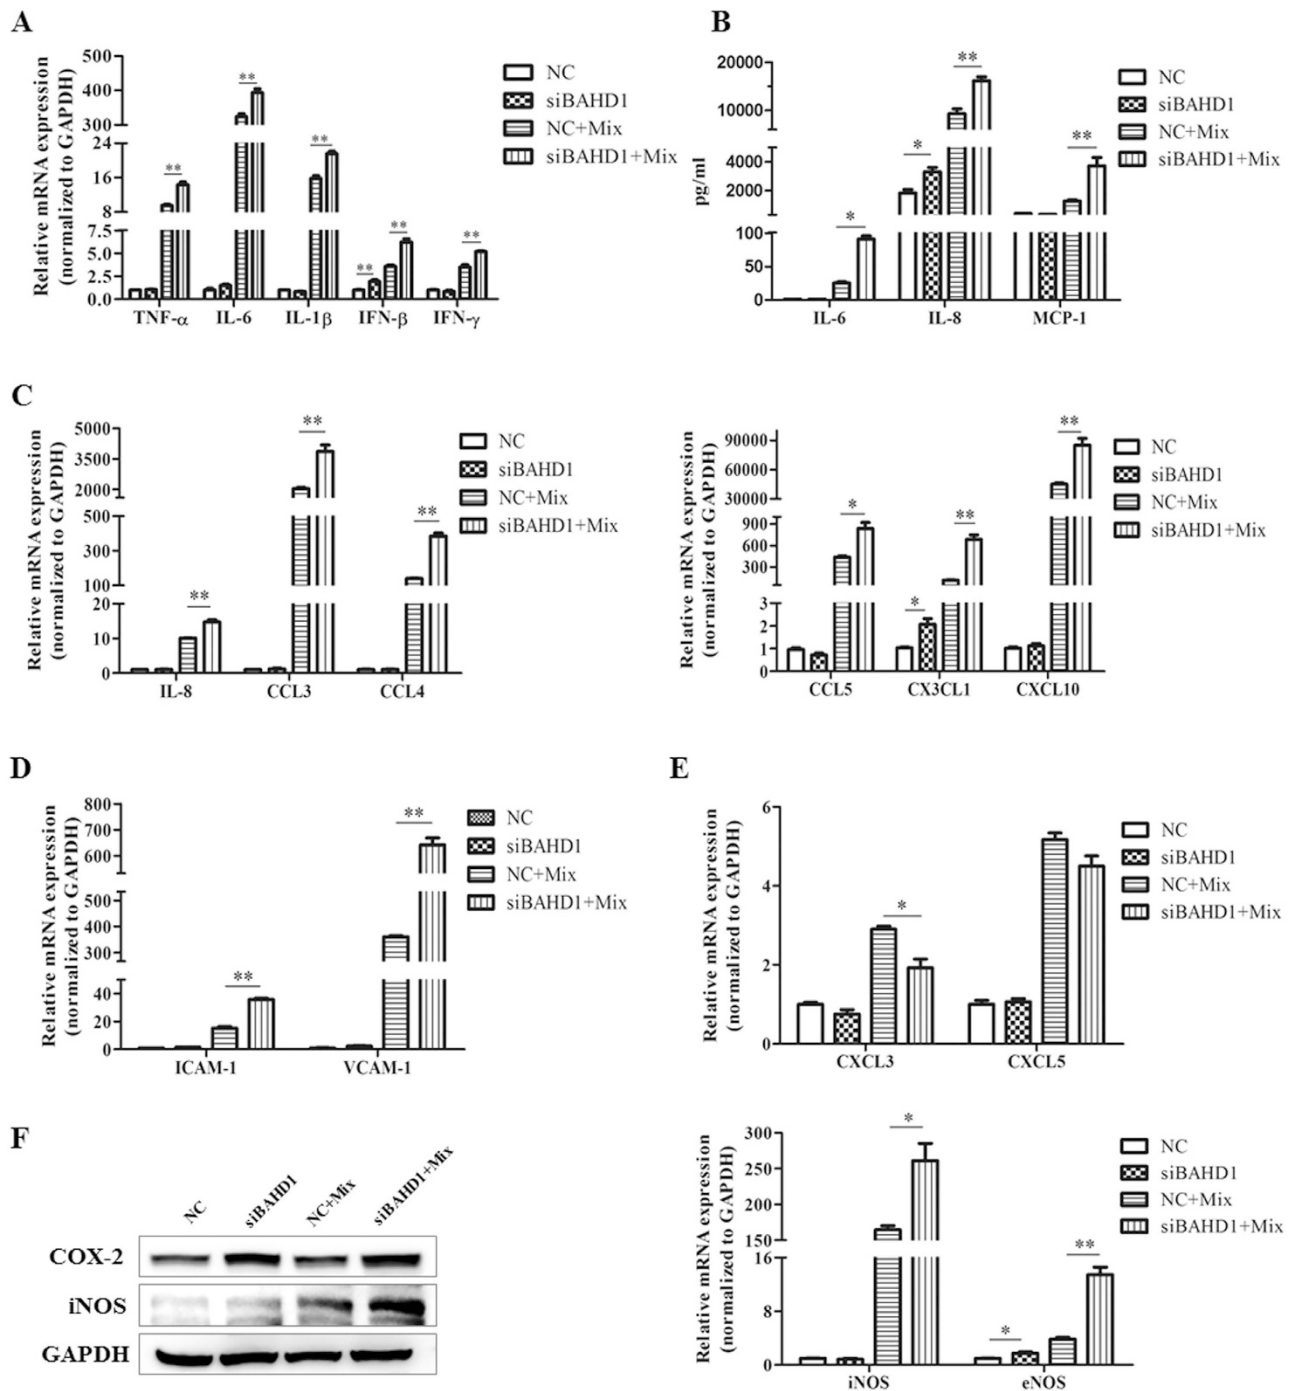 A
Relative mRNA expression
(normalized to GAPDH)
500
400
300
24
16
8
7.5
5.0
2.5
0.0
**
**
**
**
**
**
TNF-α IL-6 IL-1β IFN-β IFN-γ
NC
siBAHD1
NC+Mix
siBAHD1+Mix
B
pg/ml
20000
10000
4000
2000
100
50
0
*
*
**
**
IL-6 IL-8 MCP-1
NC
siBAHD1
NC+Mix
siBAHD1+Mix
C
Relative mRNA expression
(normalized to GAPDH)
5000
3500
2000
500
300
100
20
10
0
**
**
**
IL-8 CCL3 CCL4
NC
siBAHD1
NC+Mix
siBAHD1+Mix
Relative mRNA expression
(normalized to GAPDH)
90000
60000
30000
900
600
300
3
2
1
0
*
*
**
**
CCL5 CX3CL1 CXCL10
NC
siBAHD1
NC+Mix
siBAHD1+Mix
D
Relative mRNA expression
(normalized to GAPDH)
800
700
600
500
400
300
40
20
0
**
**
ICAM-1 VCAM-1
NC
siBAHD1
NC+Mix
siBAHD1+Mix
E
Relative mRNA expression
(normalized to GAPDH)
6
4
2
0
*
CXCL3 CXCL5
NC
siBAHD1
NC+Mix
siBAHD1+Mix
F
NC siBAHD1 NC+Mix siBAHD1+Mix
COX-2
iNOS
GAPDH
Relative mRNA expression
(normalized to GAPDH)
300
250
200
150
16
8
0
*
*
**
iNOS eNOS
NC
siBAHD1
NC+Mix
siBAHD1+Mix